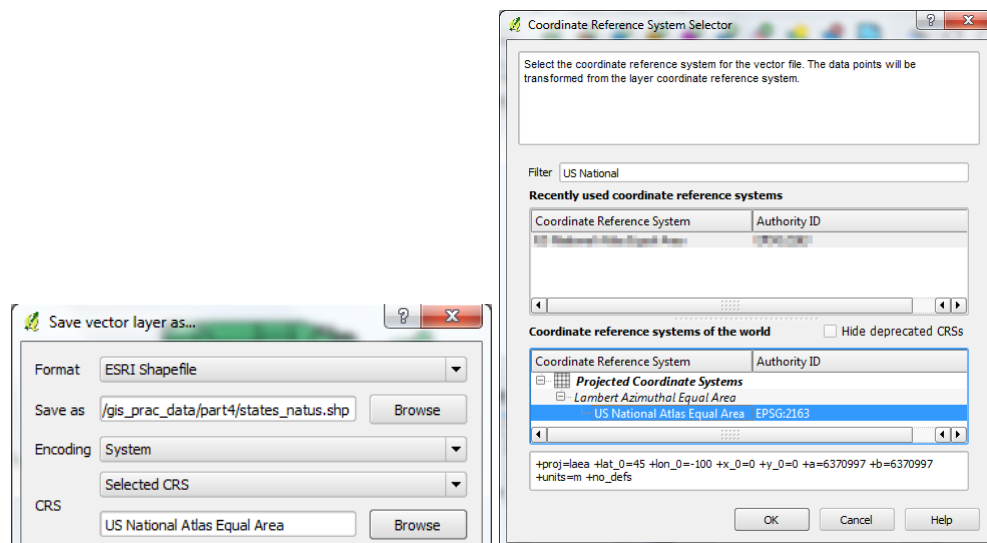 Save vector layer as...
Format ESRI Shapefile
Save as /gis_prac_data/part4/states_natus.shp Browse
Encoding System
Selected CRS
CRS
US National Atlas Equal Area Browse
Coordinate Reference System Selector
Select the coordinate reference system for the vector file. The data points will be
transformed from the layer coordinate reference system.
Filter US National
Recently used coordinate reference systems
Coordinate Reference System Authority ID
Coordinate reference systems of the world Hide deprecated CRSs
Coordinate Reference System Authority ID
Projected Coordinate Systems
Lambert Azimuthal Equal Area
US National Atlas Equal Area EPSG:2163
+proj=laea +lat_0=45 +lon_0=-100 +x_0=0 +y_0=0 +a=6370997 +b=6370997
+units=m +no_defs
OK Cancel Help